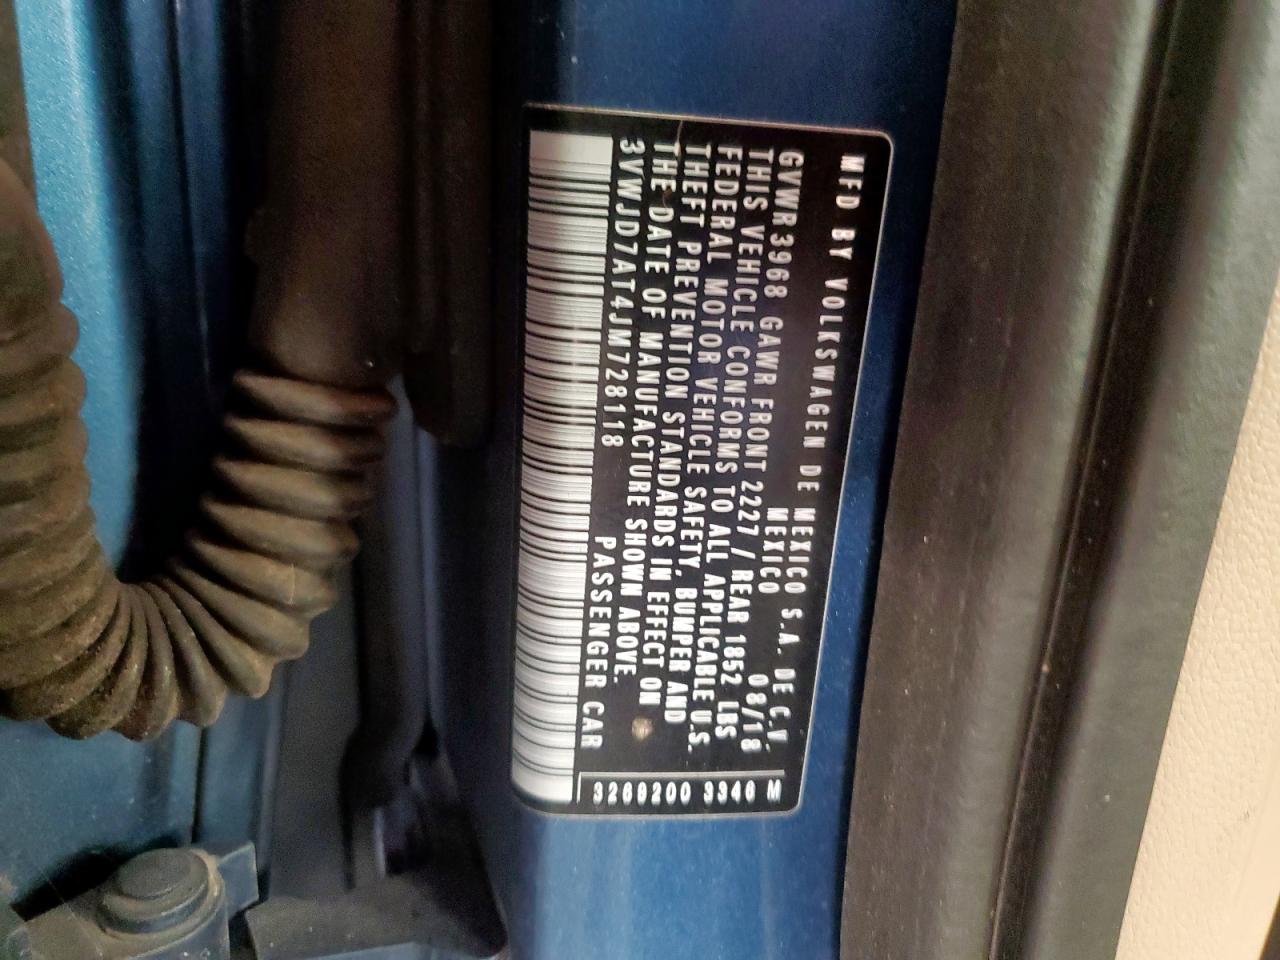 MFD BY VOLKSWAGEN DE MEXICO S.A. DE C.V.
MEXICO 08/18
GVWR 3968 GAWR FRONT 2227 / REAR 1852 LBS
THIS VEHICLE CONFORMS TO ALL APPLICABLE U.S.
FEDERAL MOTOR VEHICLE SAFETY, BUMPER AND
THEFT PREVENTION STANDARDS IN EFFECT ON
THE DATE OF MANUFACTURE SHOWN ABOVE.
3VWJD7AT4JM728118 PASSENGER CAR
3269200 3346 M